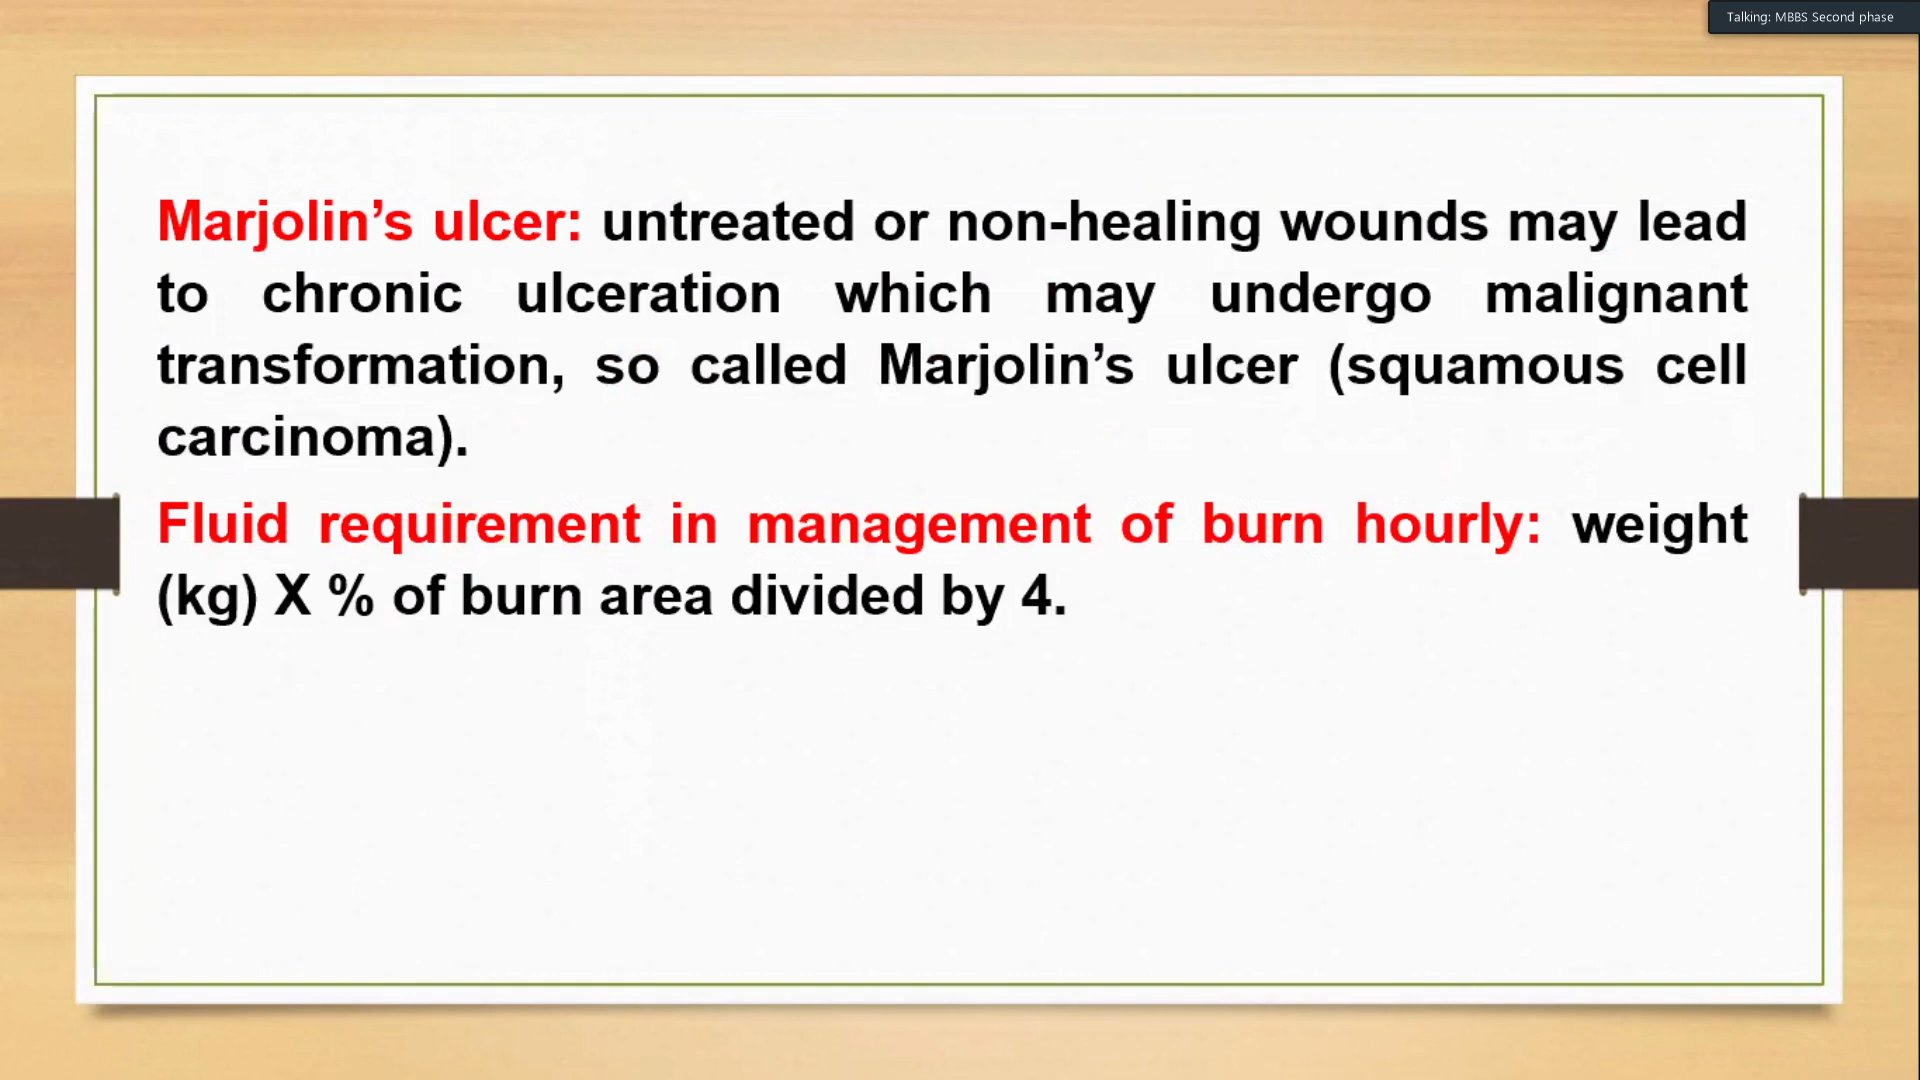 Talking: MBBS Second phase
Marjolin’s ulcer: untreated or non-healing wounds may lead
to chronic ulceration which may undergo malignant
transformation, so called Marjolin’s ulcer (squamous cell
carcinoma).
Fluid requirement in management of burn hourly: weight
(kg) X % of burn area divided by 4.